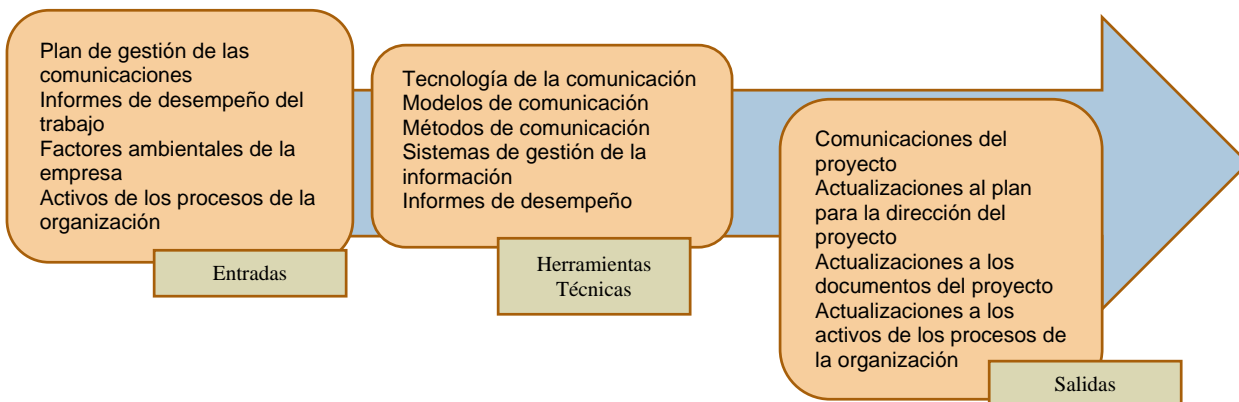 Plan de gestión de las
comunicaciones
Informes de desempeño del
trabajo
Factores ambientales de la
empresa
Activos de los procesos de la
organización
Entradas
Tecnología de la comunicación
Modelos de comunicación
Métodos de comunicación
Sistemas de gestión de la
información
Informes de desempeño
Herramientas
Técnicas
Comunicaciones del
proyecto
Actualizaciones al plan
para la dirección del
proyecto
Actualizaciones a los
documentos del proyecto
Actualizaciones a los
activos de los procesos de
la organización
Salidas